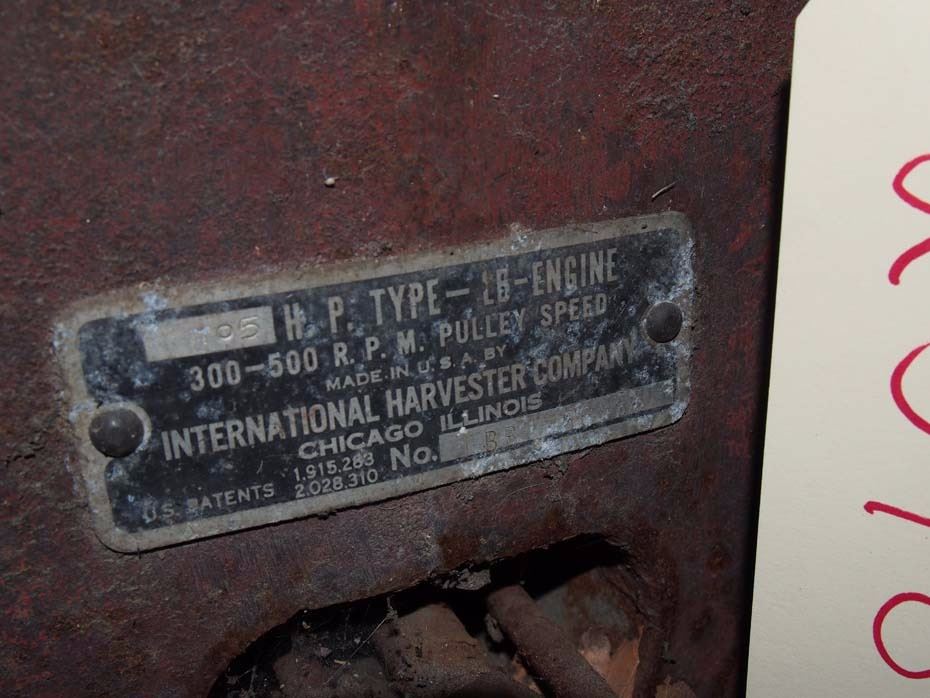 H. P. TYPE-LB-ENGINE
300-500 R. P. M. PULLEY SPEED
MADE IN U. S. A. BY
INTERNATIONAL HARVESTER COMPANY
CHICAGO ILLINOIS
U.S. PATENTS 1,915,283 No.
2,028,310